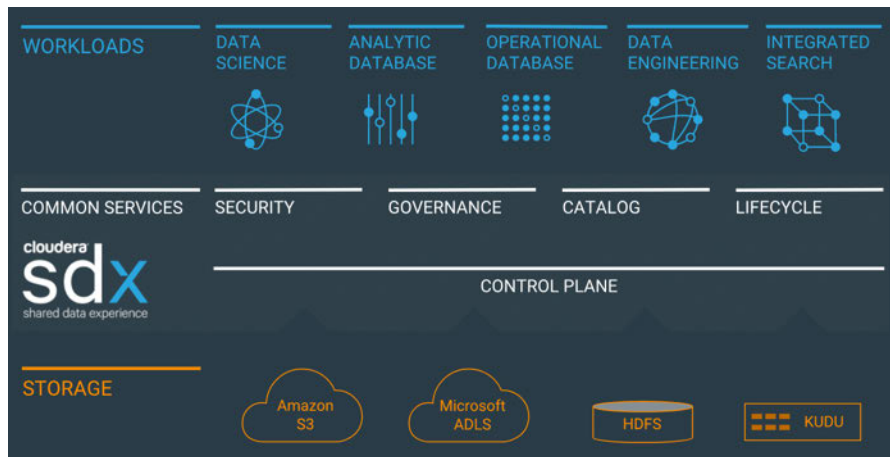 WORKLOADS
DATA
SCIENCE
ANALYTIC
DATABASE
OPERATIONAL
DATABASE
DATA
ENGINEERING
INTEGRATED
SEARCH
COMMON SERVICES
SECURITY
GOVERNANCE
CATALOG
LIFECYCLE
cloudera
sdx
shared data experience
CONTROL PLANE
STORAGE
Amazon
S3
Microsoft
ADLS
HDFS
KUDU